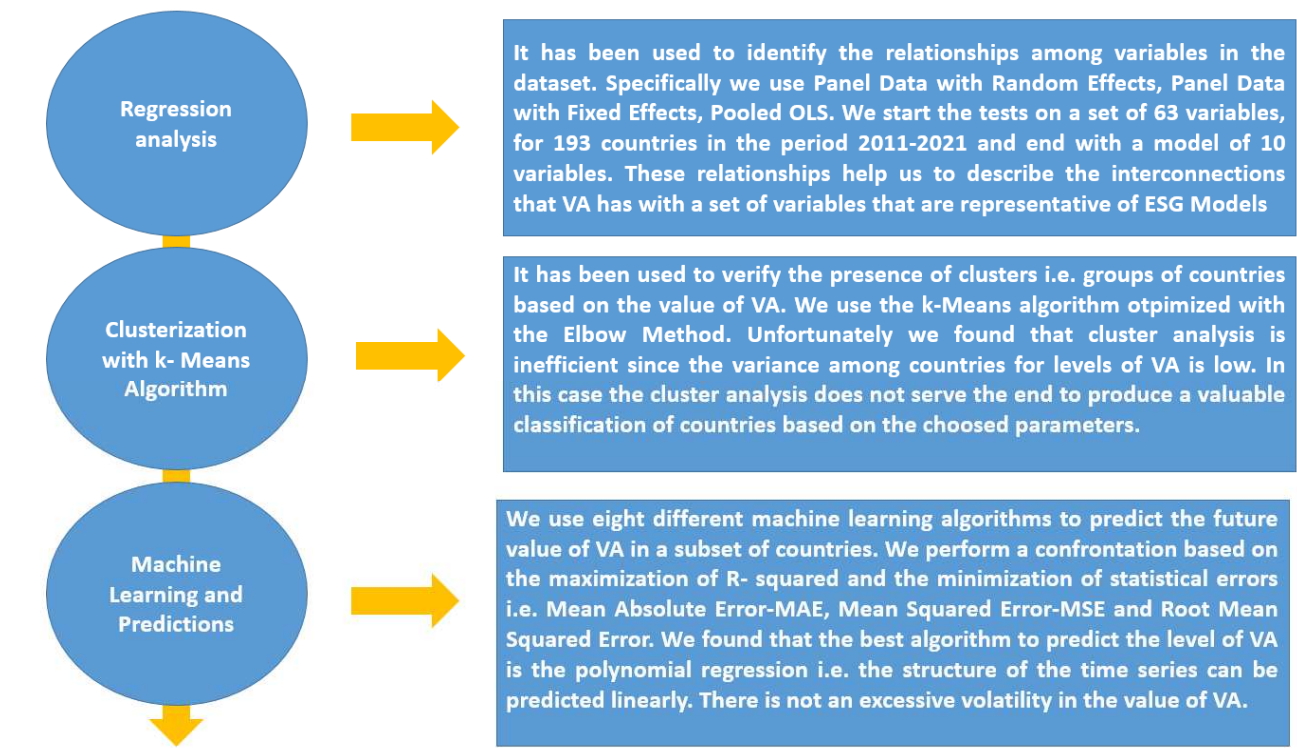 Regression
analysis
It has been used to identify the relationships among variables in the
dataset. Specifically we use Panel Data with Random Effects, Panel Data
with Fixed Effects, Pooled OLS. We start the tests on a set of 63 variables,
for 193 countries in the period 2011-2021 and end with a model of 10
variables. These relationships help us to describe the interconnections
that VA has with a set of variables that are representative of ESG Models
Clusterization
with k- Means
Algorithm
It has been used to verify the presence of clusters i.e. groups of countries
based on the value of VA. We use the k-Means algorithm otpimized with
the Elbow Method. Unfortunately we found that cluster analysis is
inefficient since the variance among countries for levels of VA is low. In
this case the cluster analysis does not serve the end to produce a valuable
classification of countries based on the choosed parameters.
Machine
Learning and
Predictions
We use eight different machine learning algorithms to predict the future
value of VA in a subset of countries. We perform a confrontation based on
the maximization of R- squared and the minimization of statistical errors
i.e. Mean Absolute Error-MAE, Mean Squared Error-MSE and Root Mean
Squared Error. We found that the best algorithm to predict the level of VA
is the polynomial regression i.e. the structure of the time series can be
predicted linearly. There is not an excessive volatility in the value of VA.